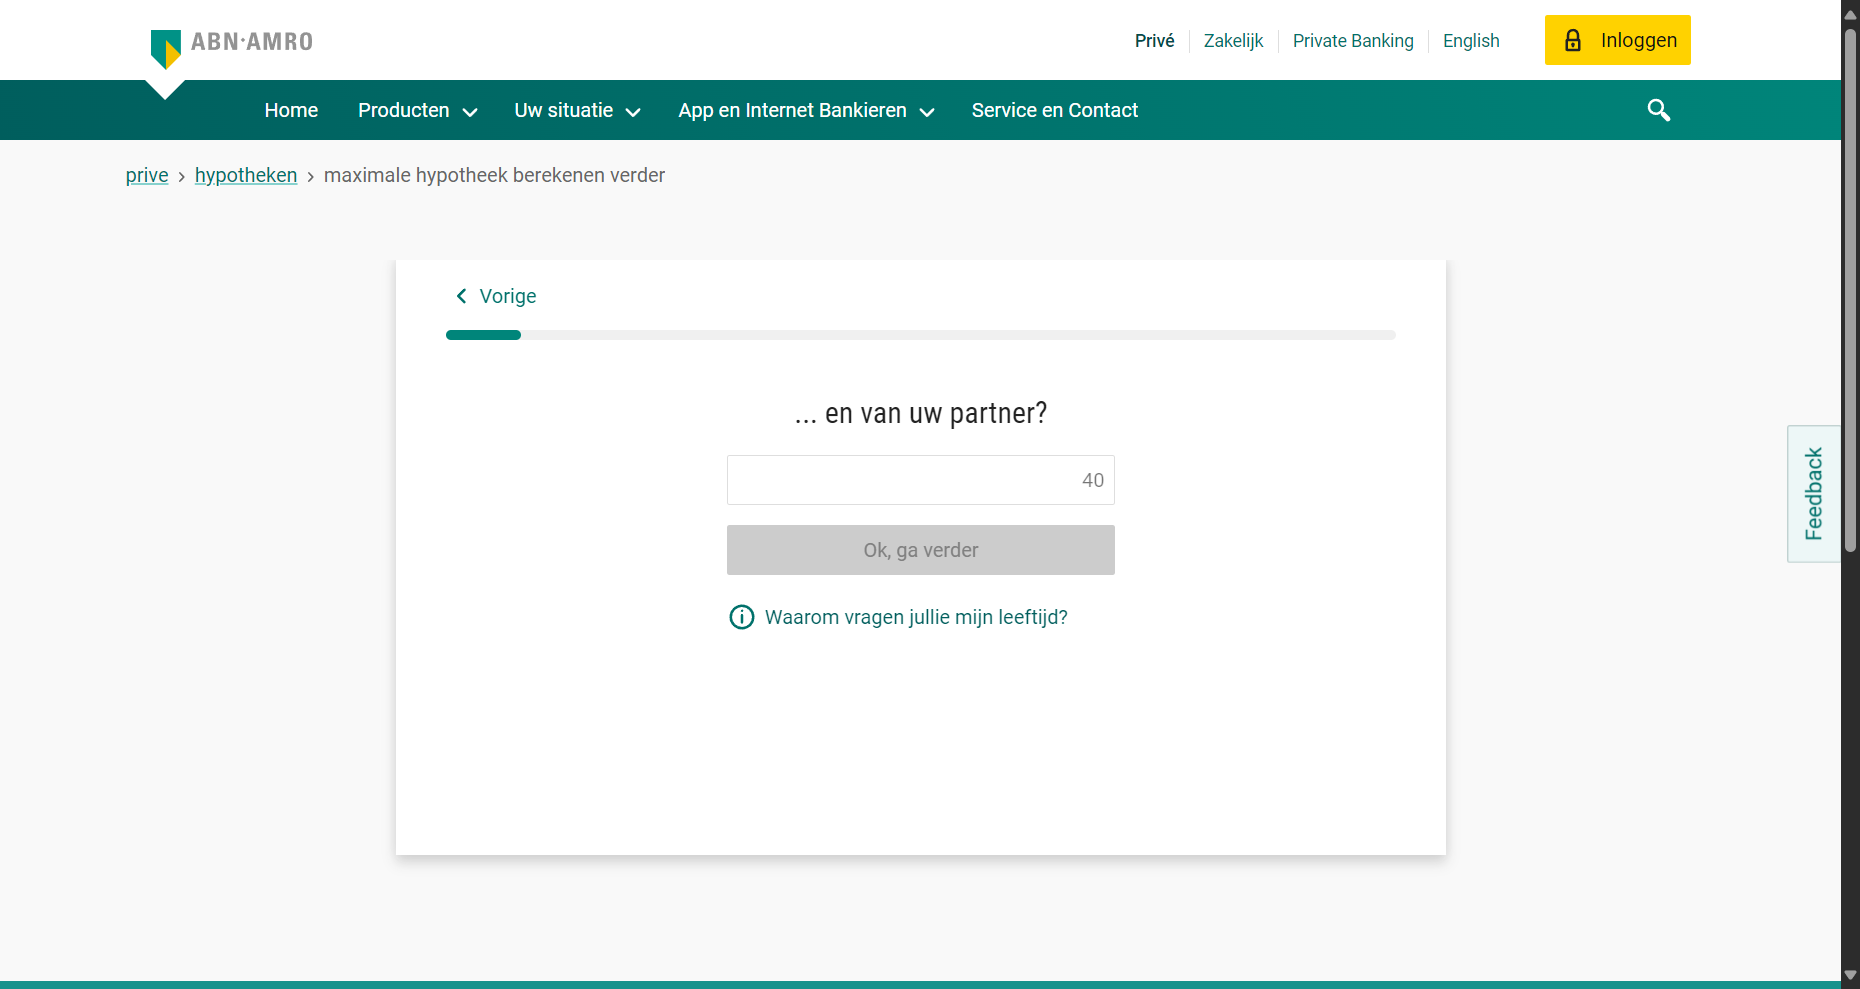 ABN·AMRO
Privé
Zakelijk
Private Banking
English
Inloggen
Home
Producten
Uw situatie
App en Internet Bankieren
Service en Contact
prive > hypotheken > maximale hypotheek berekenen verder
Vorige
... en van uw partner?
40
Ok, ga verder
Waarom vragen jullie mijn leeftijd?
Feedback